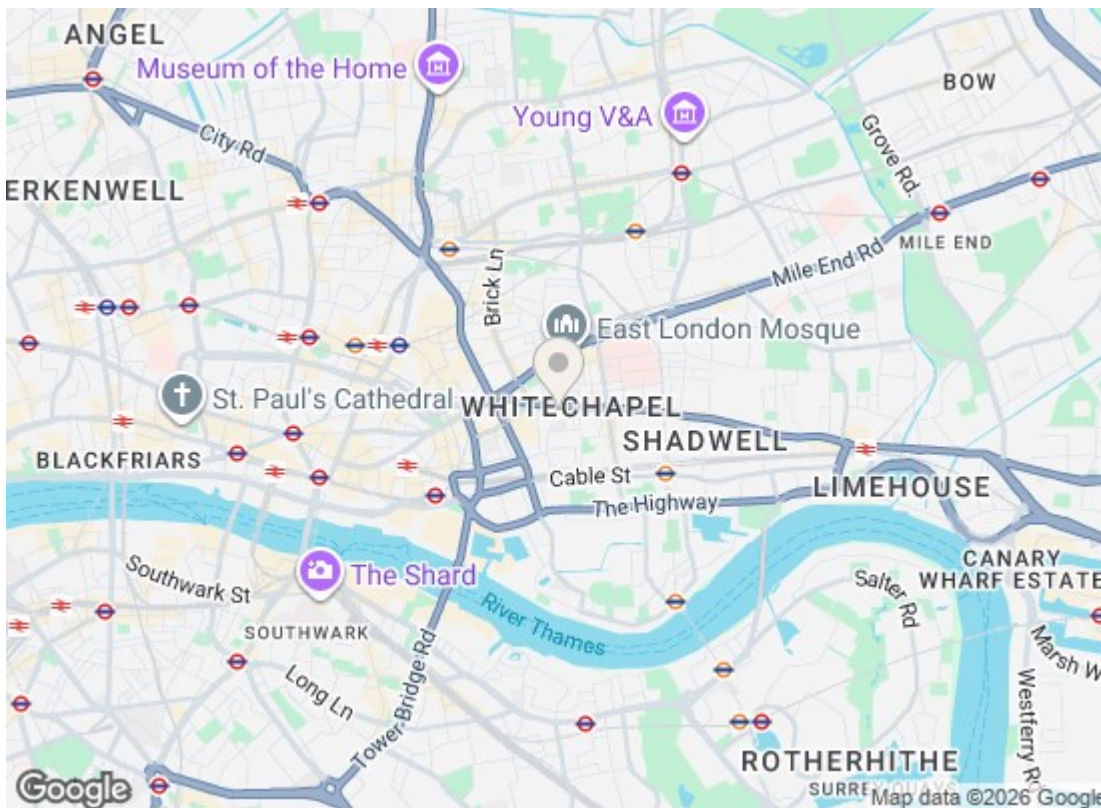 ANGEL
Museum of the Home
BOW
Young V&A
City Rd
Grove Rd
ERKENWELL
MILE END
Brick Ln
Mile End Rd
East London Mosque
St. Paul's Cathedral
WHITECHAPEL
SHADWELL
BLACKFRIARS
Cable St
LIMEHOUSE
The Highway
CANARY
WHARF ESTATE
The Shard
Southwark St
Salter Rd
River Thames
SOUTHWARK
Marsh W
Long Ln
Tower Bridge Rd
Westferry R
ROTHERHITHE
SURREY QUAYS
Google
Map data ©2026 Google